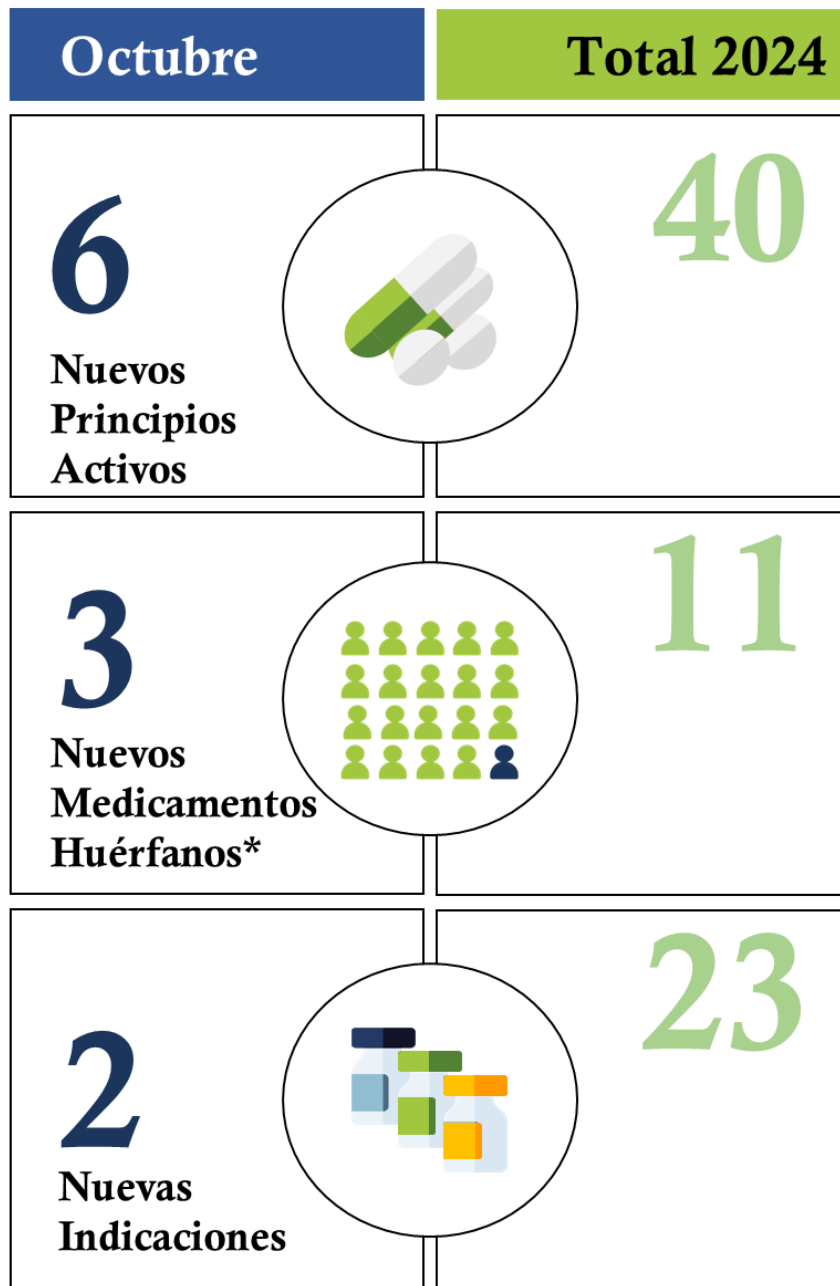 Octubre
Total 2024
6
40
Nuevos
Principios
Activos
3
11
Nuevos
Medicamentos
Huérfanos*
2
23
Nuevas
Indicaciones